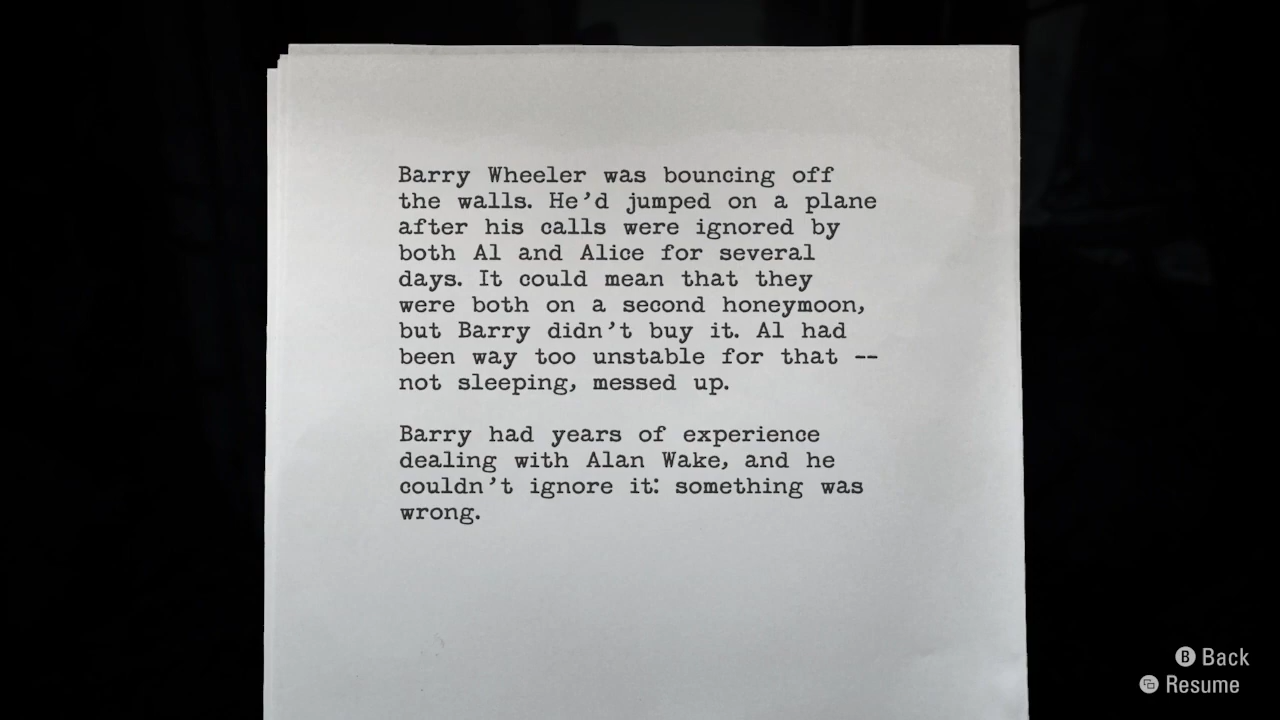 Barry Wheeler was bouncing off
the walls. He’d jumped on a plane
after his calls were ignored by
both Al and Alice for several
days. It could mean that they
were both on a second honeymoon,
but Barry didn’t buy it. Al had
been way too unstable for that --
not sleeping, messed up.
Barry had years of experience
dealing with Alan Wake, and he
couldn’t ignore it: something was
wrong.
B Back
Resume